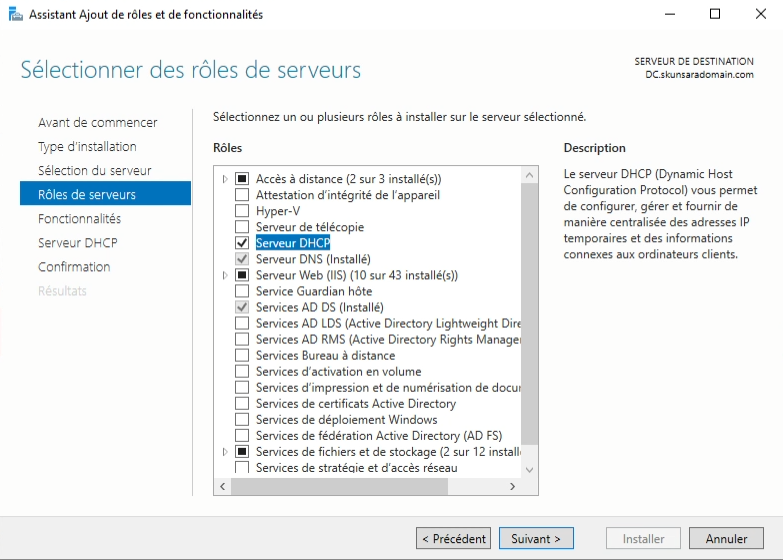 Assistant Ajout de rôles et de fonctionnalités
Sélectionner des rôles de serveurs
SERVEUR DE DESTINATION
DC.skunsaradomain.com
Avant de commencer
Type d'installation
Sélection du serveur
Rôles de serveurs
Fonctionnalités
Serveur DHCP
Confirmation
Résultats
Sélectionnez un ou plusieurs rôles à installer sur le serveur sélectionné.
Rôles
Accès à distance (2 sur 3 installé(s))
Attestation d'intégrité de l'appareil
Hyper-V
Serveur de télécopie
Serveur DHCP
Serveur DNS (Installé)
Serveur Web (IIS) (10 sur 43 installé(s))
Service Guardian hôte
Services AD DS (Installé)
Services AD LDS (Active Directory Lightweight Dire
Services AD RMS (Active Directory Rights Manager
Services Bureau à distance
Services d'activation en volume
Services d'impression et de numérisation de docu
Services de certificats Active Directory
Services de déploiement Windows
Services de fédération Active Directory (AD FS)
Services de fichiers et de stockage (2 sur 12 install
Services de stratégie et d'accès réseau
Description
Le serveur DHCP (Dynamic Host
Configuration Protocol) vous permet
de configurer, gérer et fournir de
manière centralisée des adresses IP
temporaires et des informations
connexes aux ordinateurs clients.
< Précédent
Suivant >
Installer
Annuler